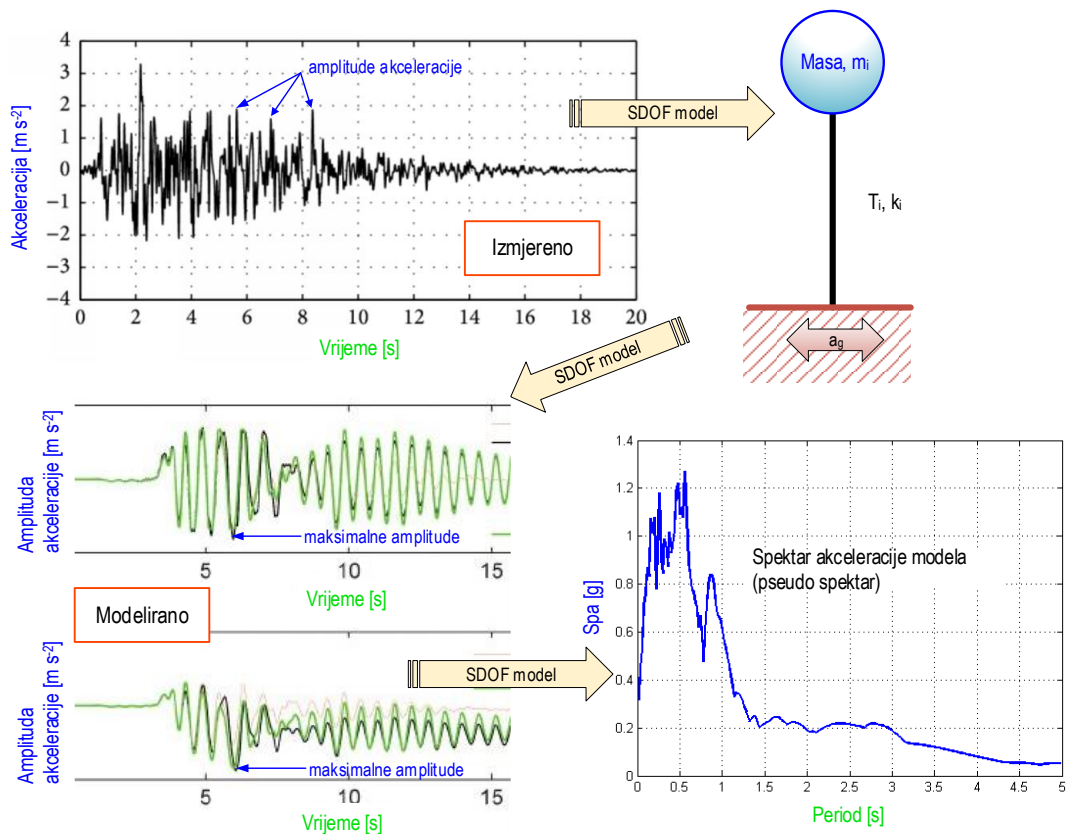 4
3
2
1
0
-1
-2
-3
-4
Akceleracija [m s-2]
amplitude akceleracije
Izmjereno
0 2 4 6 8 10 12 14 16 18 20
Vrijeme [s]
SDOF model
Masa, mi
Ti, ki
ag
SDOF model
Amplituda
akceleracije [m s-2]
maksimalne amplitude
5 10 15
Vrijeme [s]
Modelirano
Amplituda
akceleracije [m s-2]
maksimalne amplitude
5 10 15
Vrijeme [s]
SDOF model
1.4
1.2
1
0.8
0.6
0.4
0.2
0
Spa [g]
Spektar akceleracije modela
(pseudo spektar)
0 0.5 1 1.5 2 2.5 3 3.5 4 4.5 5
Period [s]